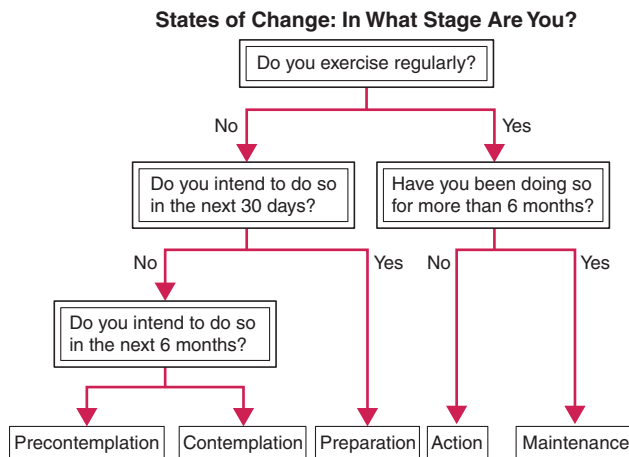 States of Change: In What Stage Are You?
Do you exercise regularly?
No
Yes
Do you intend to do so
in the next 30 days?
Have you been doing so
for more than 6 months?
No
Yes
No
Yes
Do you intend to do so
in the next 6 months?
Precontemplation
Contemplation
Preparation
Action
Maintenance